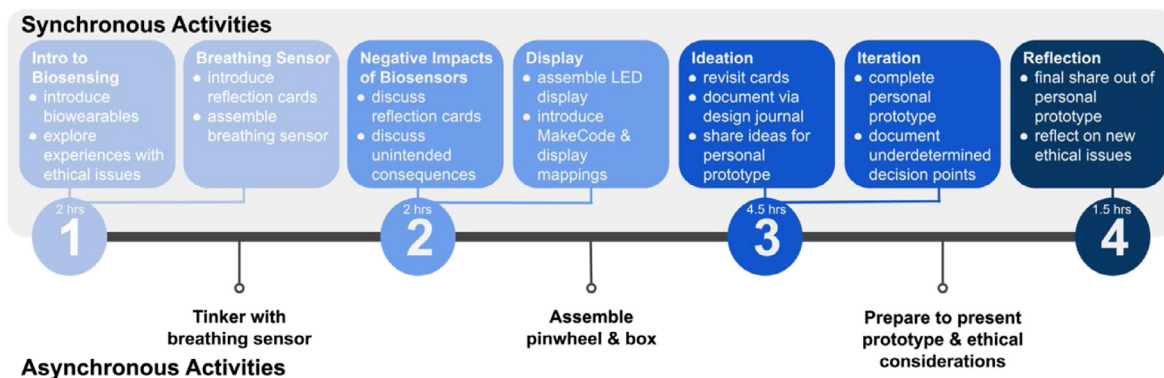 Synchronous Activities
Intro to
Biosensing
• introduce
biowearables
• explore
experiences with
ethical issues
Breathing Sensor
• introduce
reflection cards
• assemble
breathing sensor
Negative Impacts
of Biosensors
• discuss
reflection cards
• discuss
unintended
consequences
Display
• assemble LED
display
• introduce
MakeCode &
display
mappings
Ideation
• revisit cards
• document via
design journal
• share ideas for
personal
prototype
Iteration
• complete
personal
prototype
• document
underdetermined
decision points
Reflection
• final share out of
personal
prototype
• reflect on new
ethical issues
2 hrs
1
2 hrs
2
4.5 hrs
3
1.5 hrs
4
Tinker with
breathing sensor
Assemble
pinwheel & box
Prepare to present
prototype & ethical
considerations
Asynchronous Activities